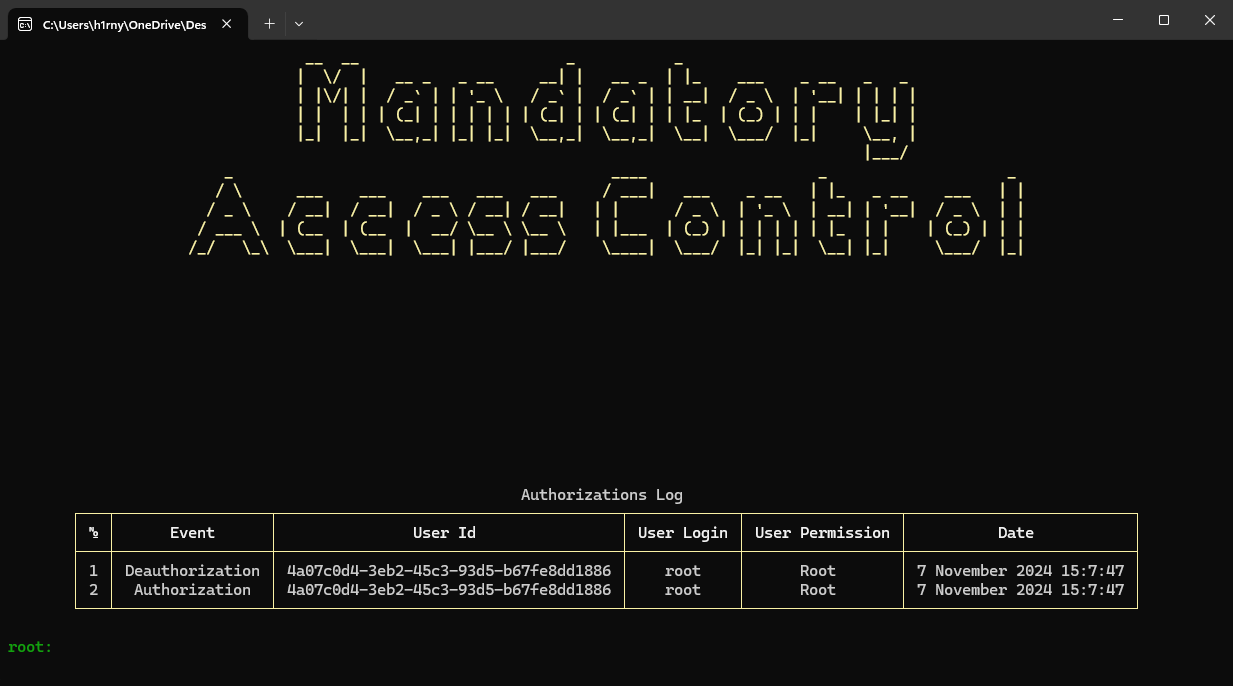 C:\Users\h1rny\OneDrive\Des
Mandatory
Access Control
Authorizations Log
№ Event User Id User Login User Permission Date
1 Deauthorization 4a07c0d4-3eb2-45c3-93d5-b67fe8dd1886 root Root 7 November 2024 15:7:47
2 Authorization 4a07c0d4-3eb2-45c3-93d5-b67fe8dd1886 root Root 7 November 2024 15:7:47
root: